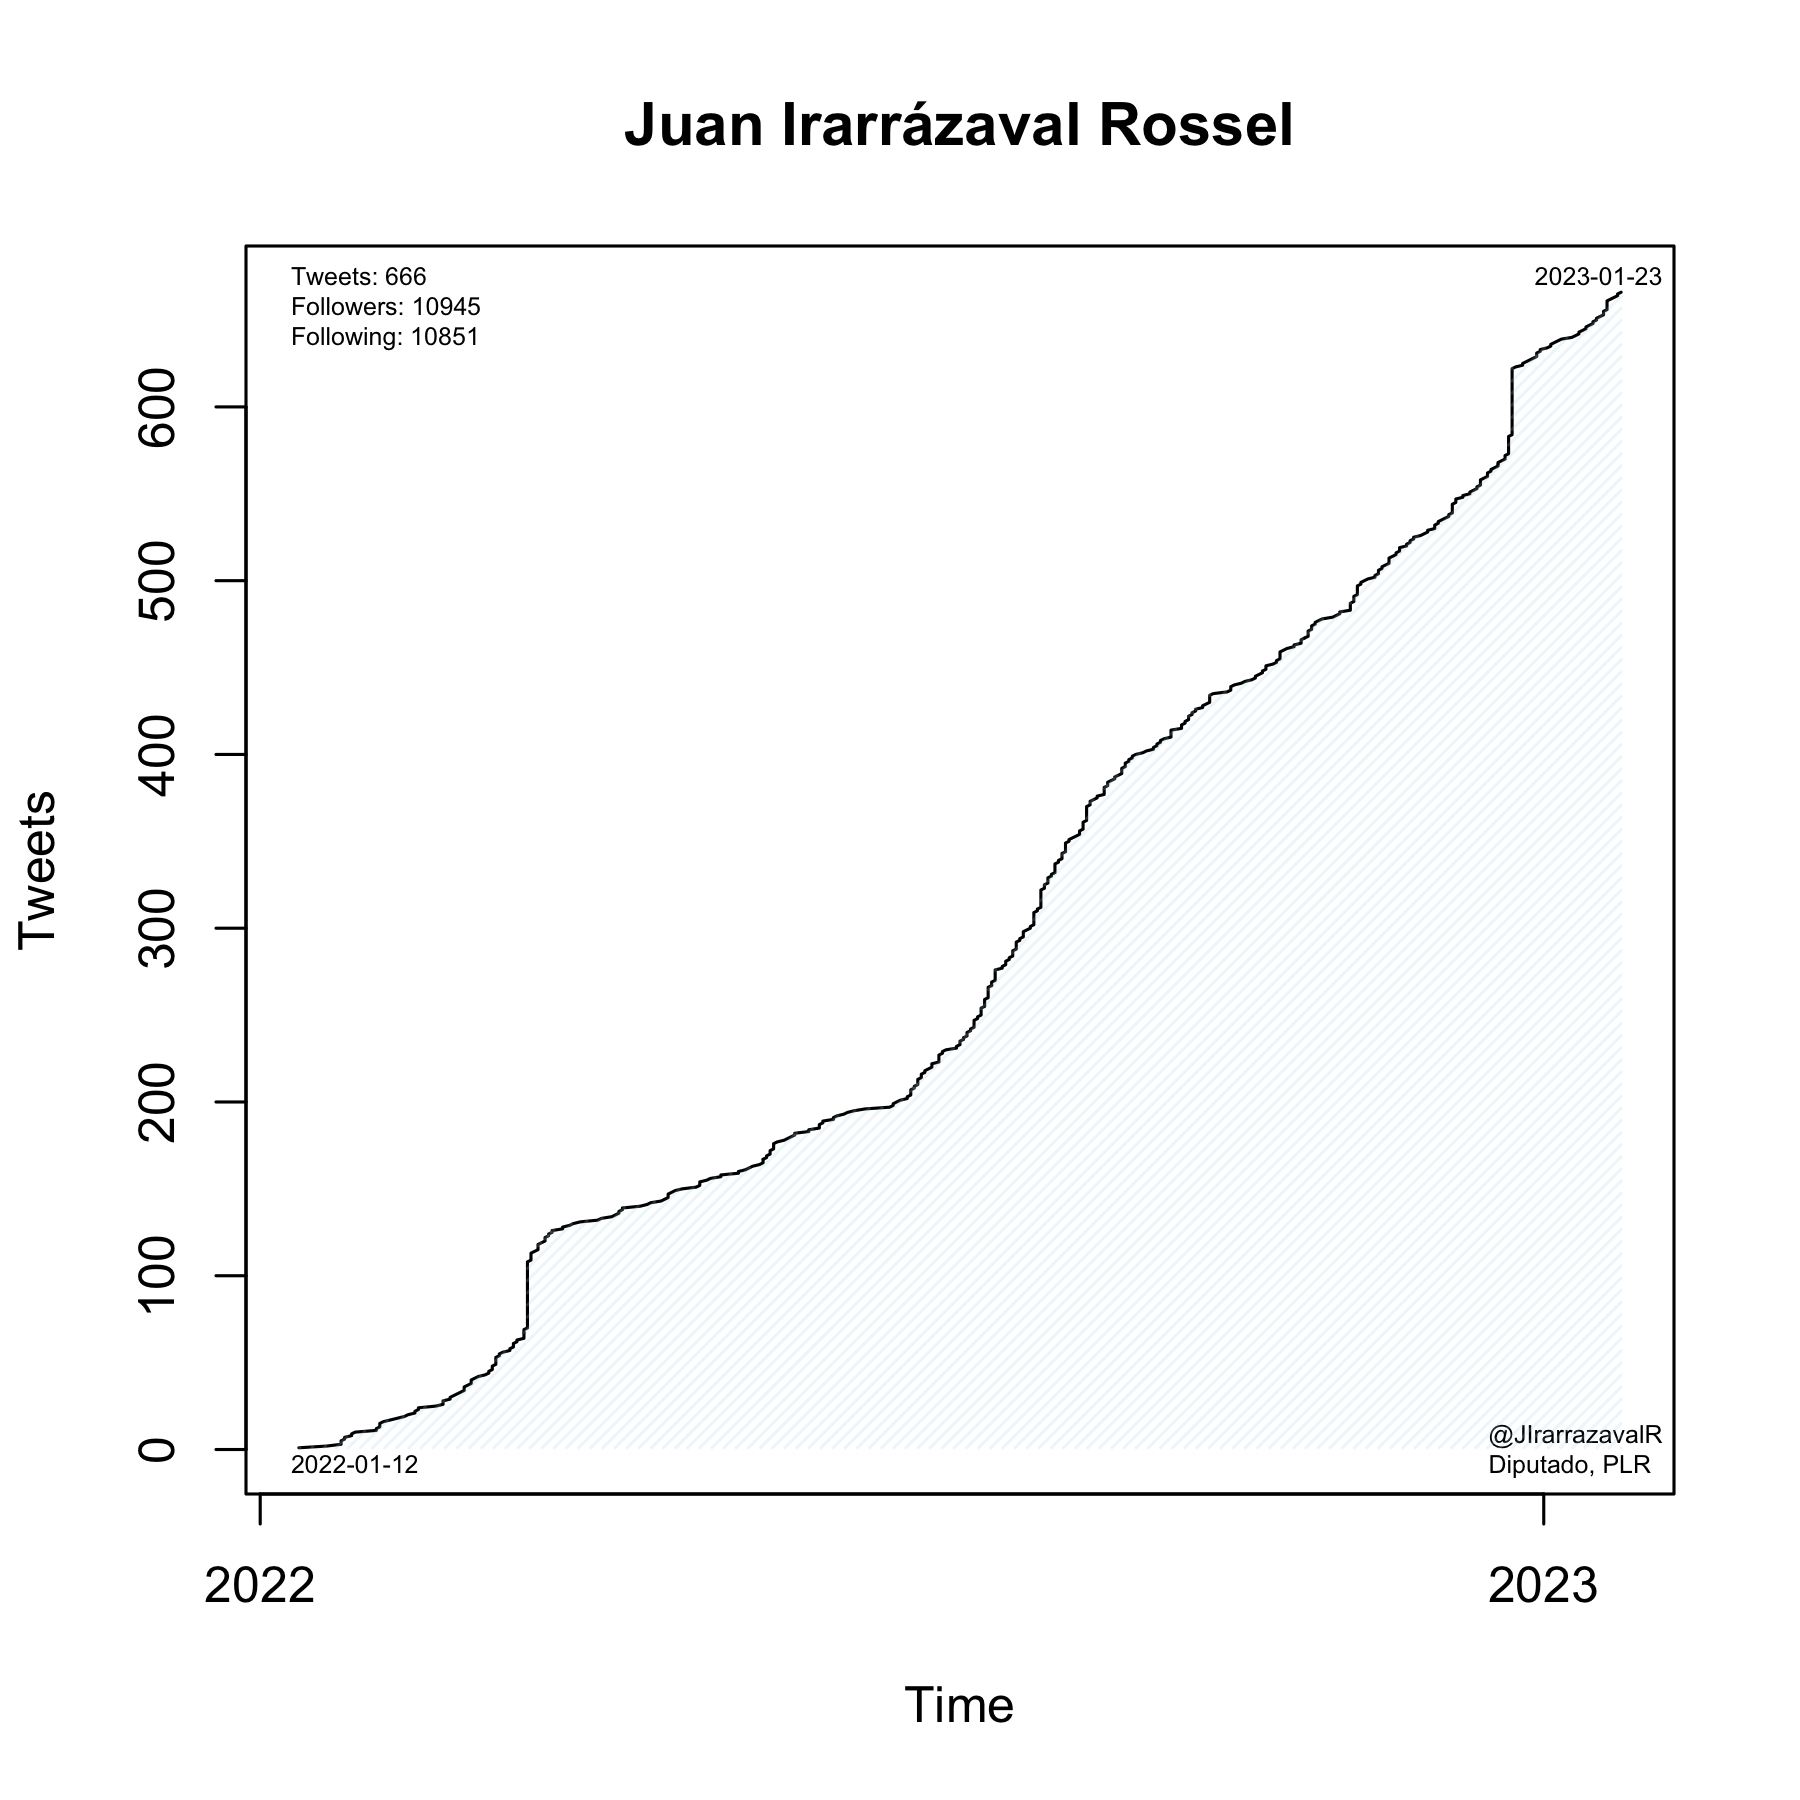 Juan Irarrázaval Rossel
Tweets: 666
Followers: 10945
Following: 10851
2023-01-23
600
500
400
300
200
100
0
Tweets
2022-01-12
@JIrarrazavalR
Diputado, PLR
2022
2023
Time